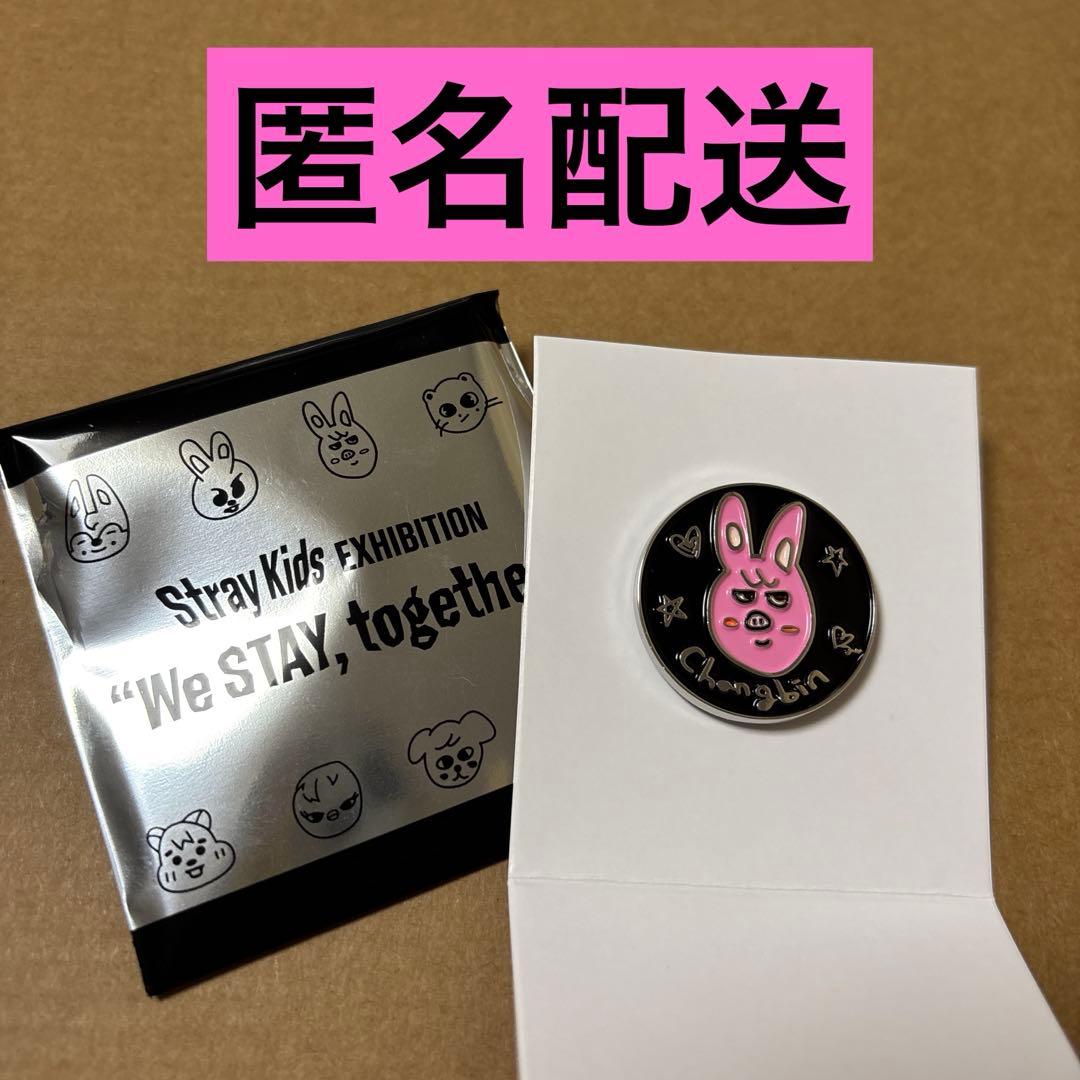 匿名配送
Stray Kids EXHIBITION
"We STAY, togethe
Changbin